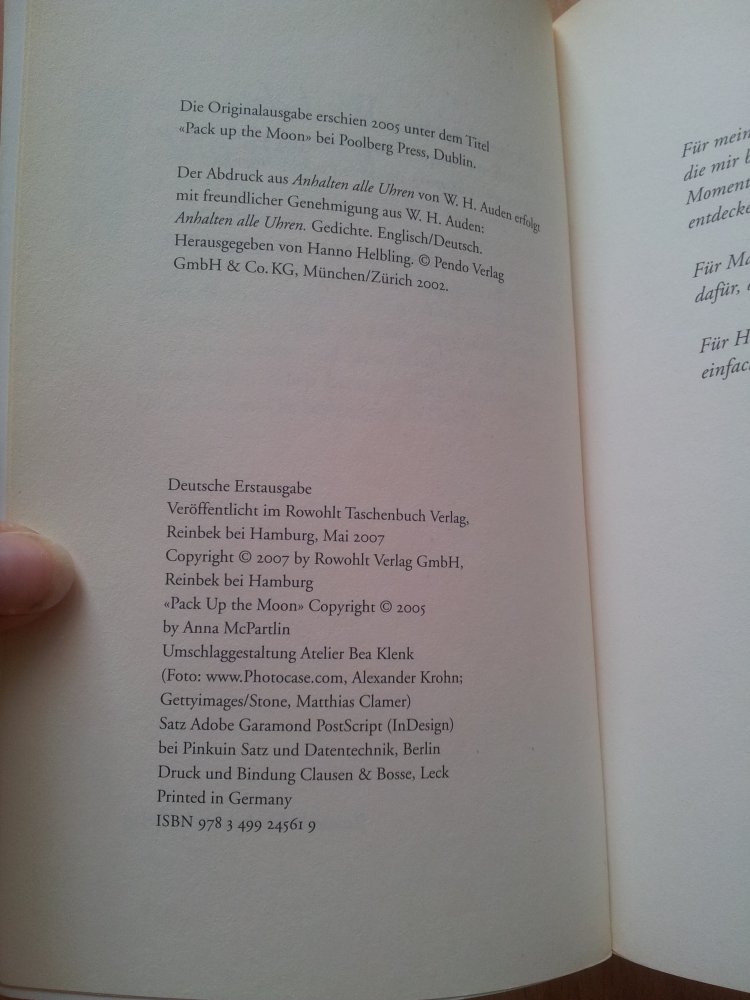 Die Originalausgabe erschien 2005 unter dem Titel
«Pack up the Moon» bei Poolberg Press, Dublin.
Der Abdruck aus Anhalten alle Uhren von W. H. Auden erfolgt
mit freundlicher Genehmigung aus W. H. Auden:
Anhalten alle Uhren. Gedichte. Englisch/Deutsch.
Herausgegeben von Hanno Helbling. © Pendo Verlag
GmbH & Co. KG, München/Zürich 2002.
Deutsche Erstausgabe
Veröffentlicht im Rowohlt Taschenbuch Verlag,
Reinbek bei Hamburg, Mai 2007
Copyright © 2007 by Rowohlt Verlag GmbH,
Reinbek bei Hamburg
«Pack Up the Moon» Copyright © 2005
by Anna McPartlin
Umschlaggestaltung Atelier Bea Klenk
(Foto: www.Photocase.com, Alexander Krohn;
Gettyimages/Stone, Matthias Clamer)
Satz Adobe Garamond PostScript (InDesign)
bei Pinkuin Satz und Datentechnik, Berlin
Druck und Bindung Clausen & Bosse, Leck
Printed in Germany
ISBN 978 3 499 24561 9
Für mein
die mir
Moment
entdecke
Für Ma
dafür,
Für H
einfac